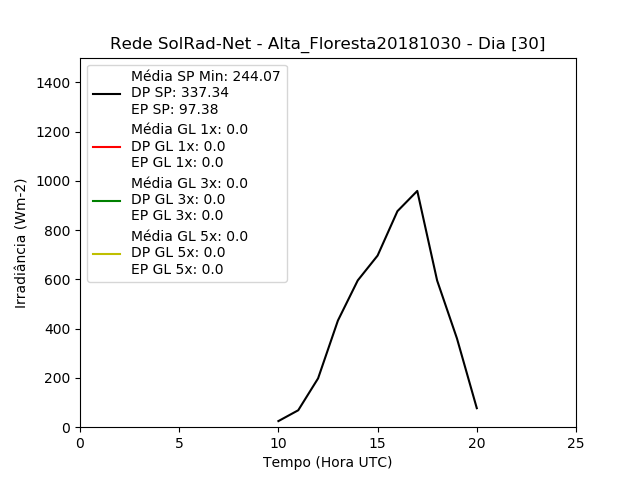 Rede SolRad-Net - Alta_Floresta20181030 - Dia [30]
Média SP Min: 244.07
DP SP: 337.34
EP SP: 97.38
Média GL 1x: 0.0
DP GL 1x: 0.0
EP GL 1x: 0.0
Média GL 3x: 0.0
DP GL 3x: 0.0
EP GL 3x: 0.0
Média GL 5x: 0.0
DP GL 5x: 0.0
EP GL 5x: 0.0
Irradiância (Wm-2)
1400
1200
1000
800
600
400
200
0
0 5 10 15 20 25
Tempo (Hora UTC)